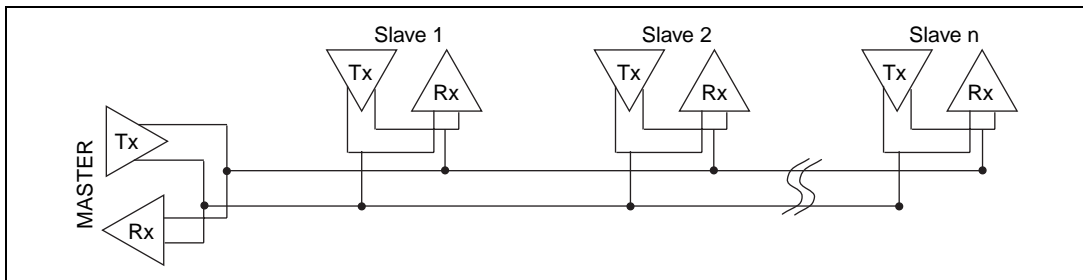 Slave 1
Slave 2
Slave n
Tx
Rx
Tx
Rx
Tx
Rx
MASTER
Tx
Rx